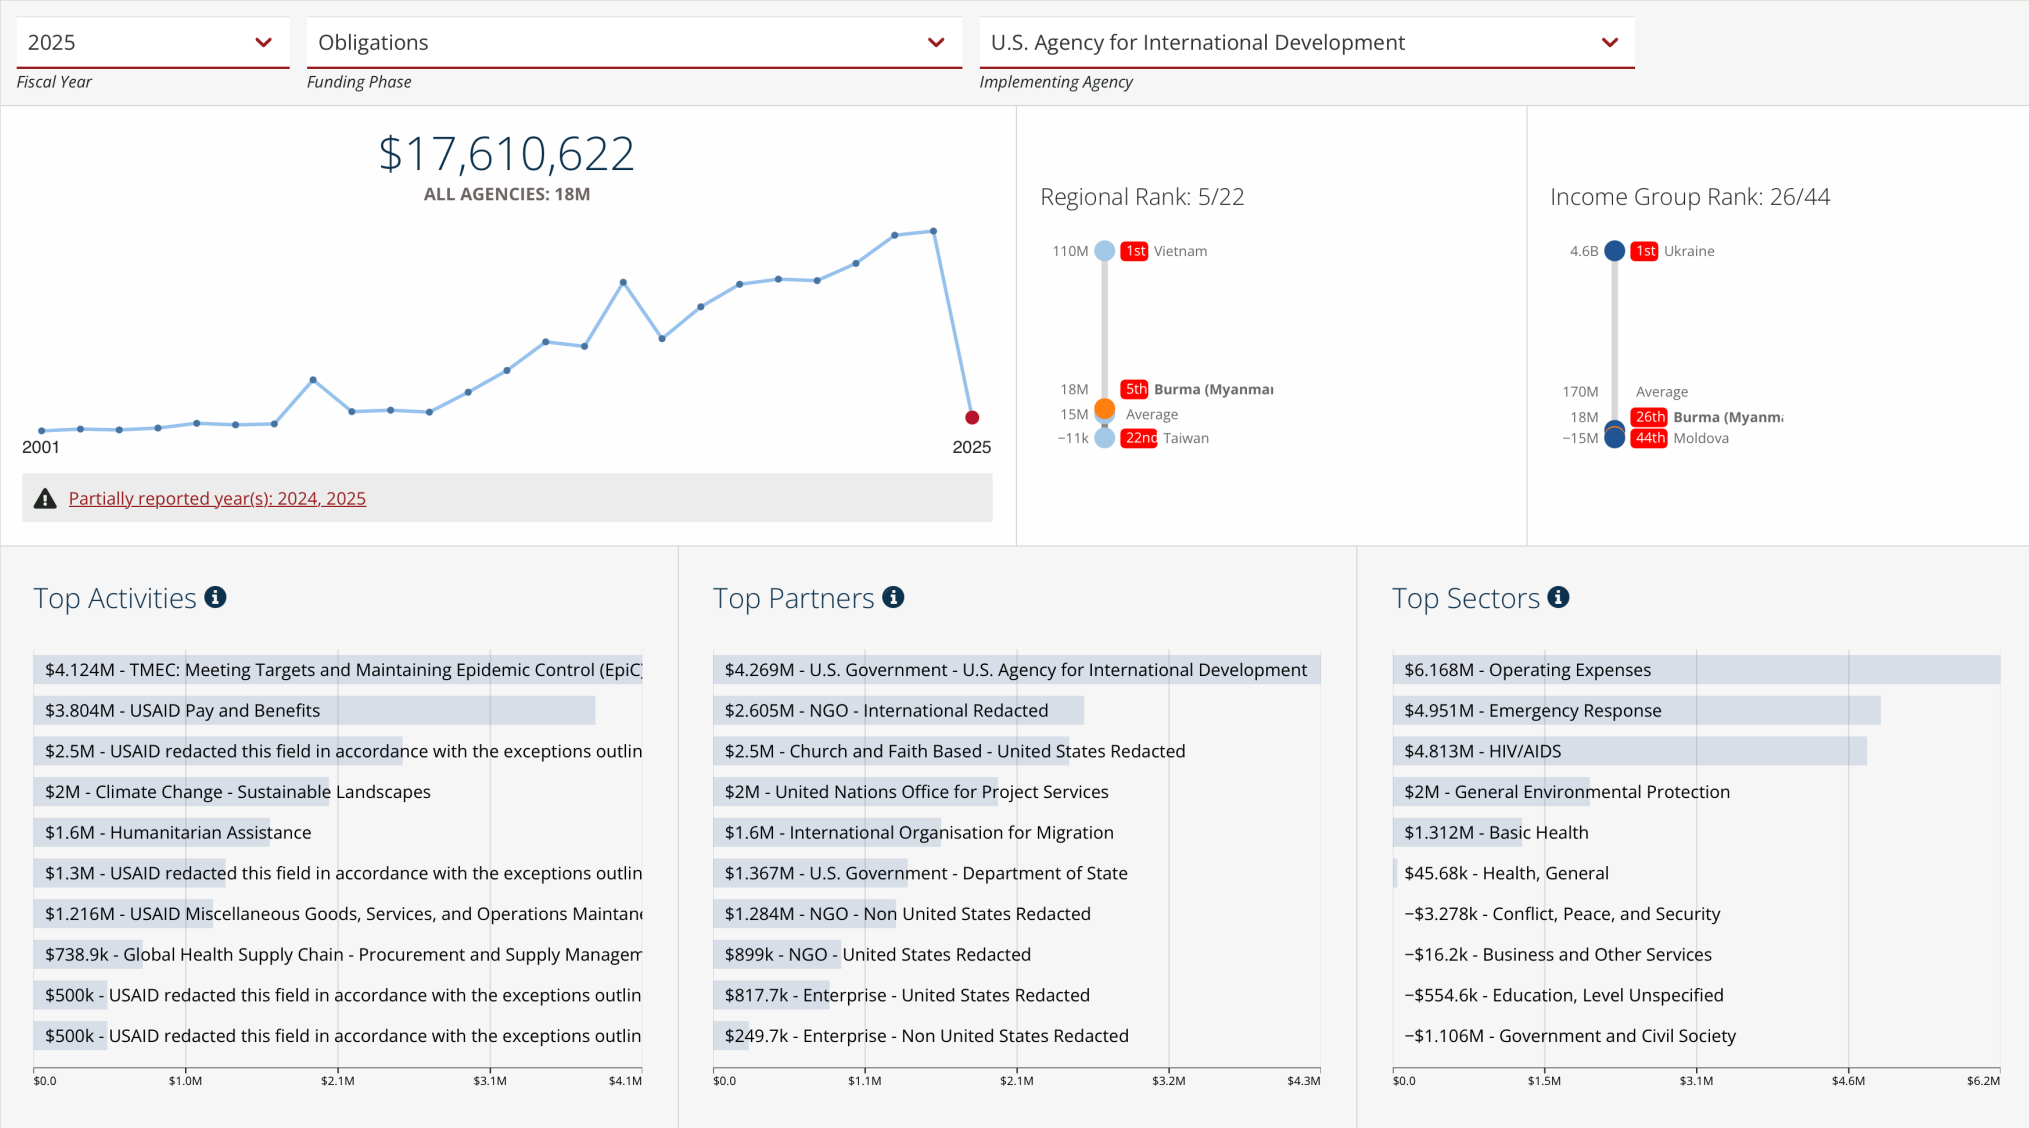 2025
Obligations
U.S. Agency for International Development
Fiscal Year
Funding Phase
Implementing Agency
$17,610,622
ALL AGENCIES: 18M
2001
2025
Partially reported year(s): 2024, 2025
Regional Rank: 5/22
110M 1st Vietnam
18M 5th Burma (Myanmar
15M Average
−11k 22nd Taiwan
Income Group Rank: 26/44
4.6B 1st Ukraine
170M Average
18M 26th Burma (Myanma
−15M 44th Moldova
Top Activities
$4.124M - TMEC: Meeting Targets and Maintaining Epidemic Control (EpiC)
$3.804M - USAID Pay and Benefits
$2.5M - USAID redacted this field in accordance with the exceptions outlin
$2M - Climate Change - Sustainable Landscapes
$1.6M - Humanitarian Assistance
$1.3M - USAID redacted this field in accordance with the exceptions outlin
$1.216M - USAID Miscellaneous Goods, Services, and Operations Maintane
$738.9k - Global Health Supply Chain - Procurement and Supply Managem
$500k - USAID redacted this field in accordance with the exceptions outlin
$500k - USAID redacted this field in accordance with the exceptions outlin
$0.0 $1.0M $2.1M $3.1M $4.1M
Top Partners
$4.269M - U.S. Government - U.S. Agency for International Development
$2.605M - NGO - International Redacted
$2.5M - Church and Faith Based - United States Redacted
$2M - United Nations Office for Project Services
$1.6M - International Organisation for Migration
$1.367M - U.S. Government - Department of State
$1.284M - NGO - Non United States Redacted
$899k - NGO - United States Redacted
$817.7k - Enterprise - United States Redacted
$249.7k - Enterprise - Non United States Redacted
$0.0 $1.1M $2.1M $3.2M $4.3M
Top Sectors
$6.168M - Operating Expenses
$4.951M - Emergency Response
$4.813M - HIV/AIDS
$2M - General Environmental Protection
$1.312M - Basic Health
$45.68k - Health, General
−$3.278k - Conflict, Peace, and Security
−$16.2k - Business and Other Services
−$554.6k - Education, Level Unspecified
−$1.106M - Government and Civil Society
$0.0 $1.5M $3.1M $4.6M $6.2M